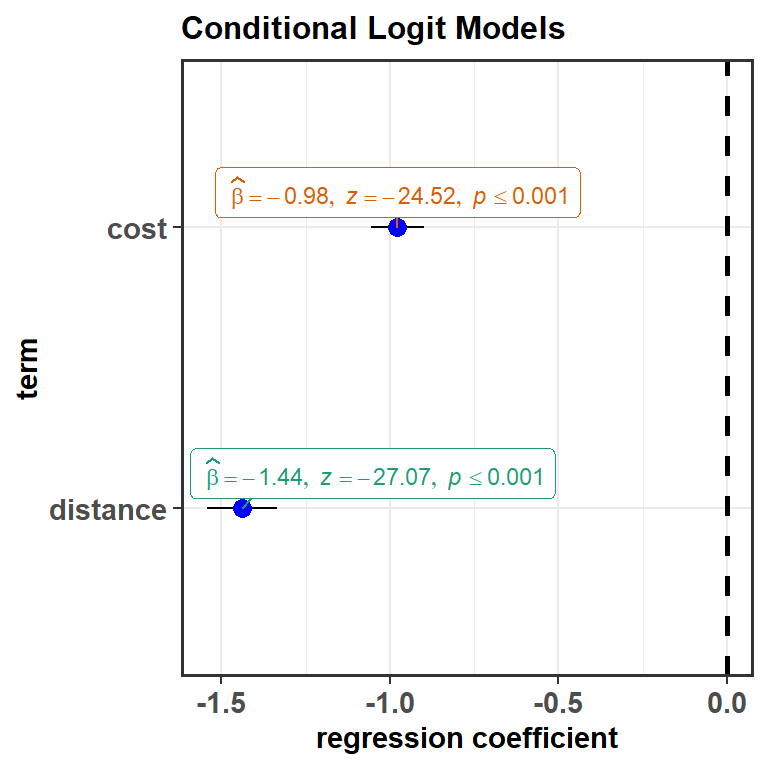 Conditional Logit Models
β̂ = −0.98, z = −24.52, p ≤ 0.001
cost
term
β̂ = −1.44, z = −27.07, p ≤ 0.001
distance
-1.5 -1.0 -0.5 0.0
regression coefficient